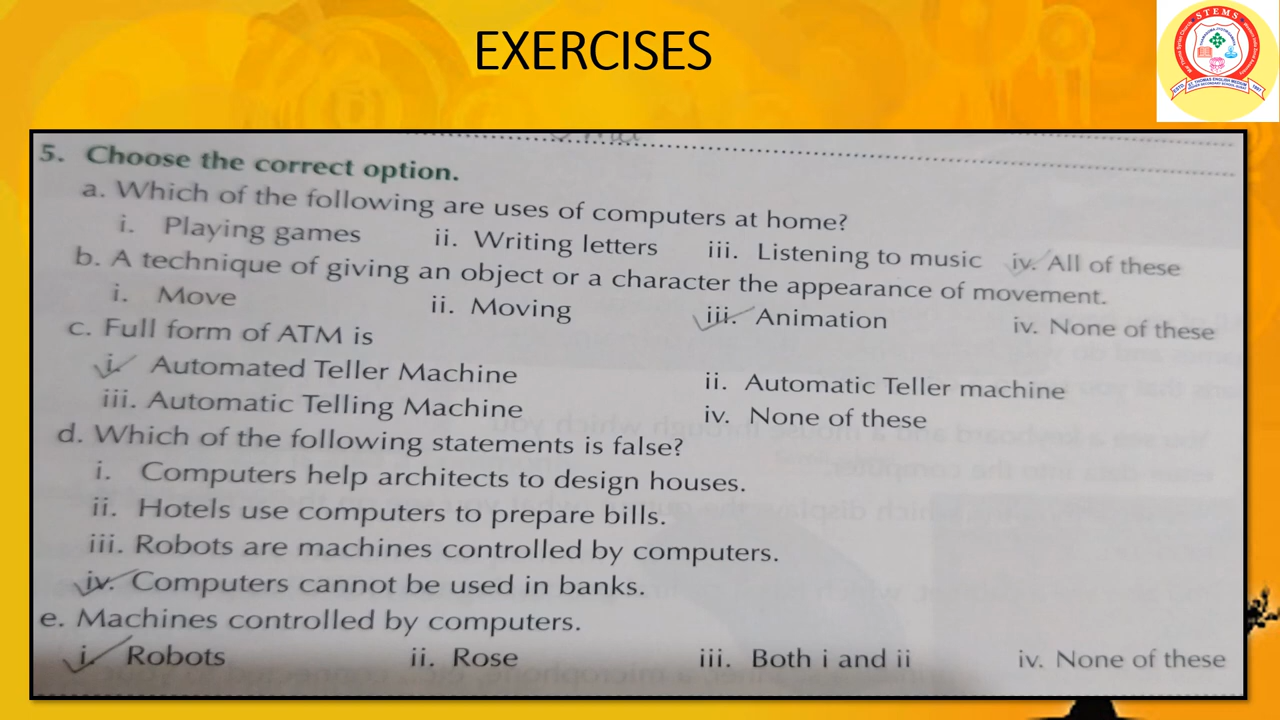 EXERCISES
STEMS
5. Choose the correct option.
a. Which of the following are uses of computers at home?
i. Playing games ii. Writing letters iii. Listening to music iv. All of these
b. A technique of giving an object or a character the appearance of movement.
i. Move ii. Moving iii. Animation iv. None of these
c. Full form of ATM is
i. Automated Teller Machine ii. Automatic Teller machine
iii. Automatic Telling Machine iv. None of these
d. Which of the following statements is false?
i. Computers help architects to design houses.
ii. Hotels use computers to prepare bills.
iii. Robots are machines controlled by computers.
iv. Computers cannot be used in banks.
e. Machines controlled by computers.
i. Robots ii. Rose iii. Both i and ii iv. None of these